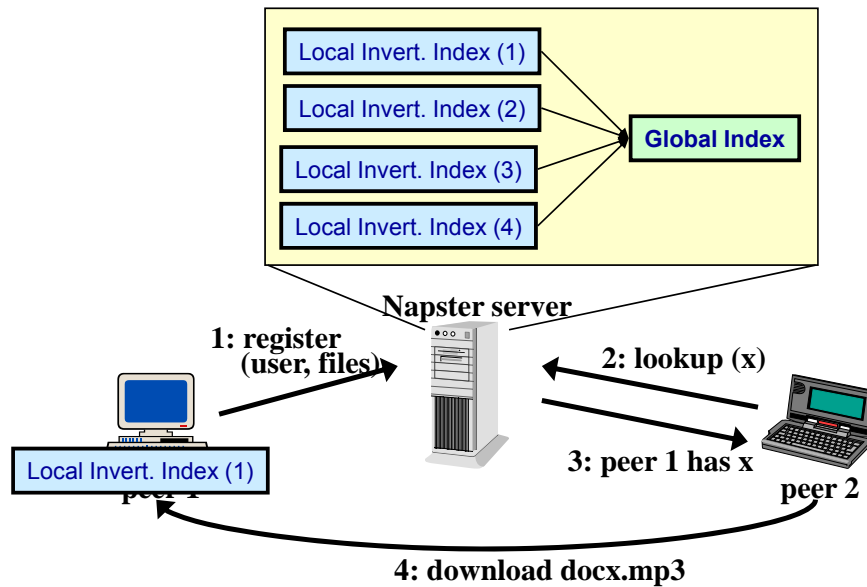 Local Invert. Index (1)
Local Invert. Index (2)
Global Index
Local Invert. Index (3)
Local Invert. Index (4)
Napster server
1: register
(user, files)
2: lookup (x)
3: peer 1 has x
Local Invert. Index (1)
peer 1
peer 2
4: download docx.mp3